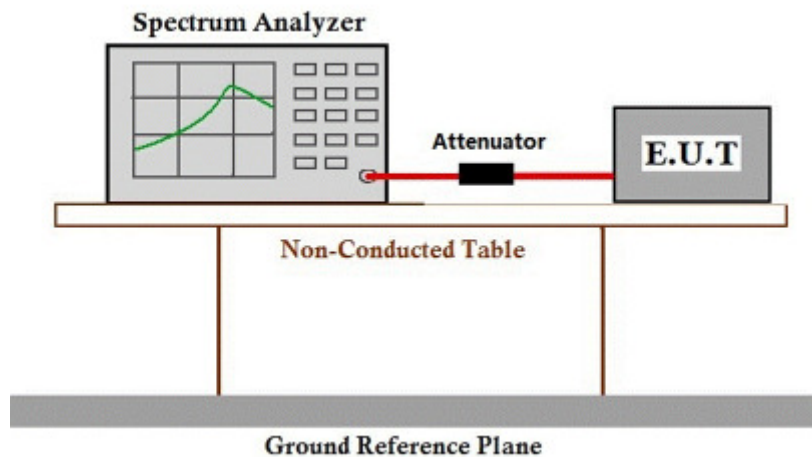 Spectrum Analyzer
Attenuator
E.U.T
Non-Conducted Table
Ground Reference Plane